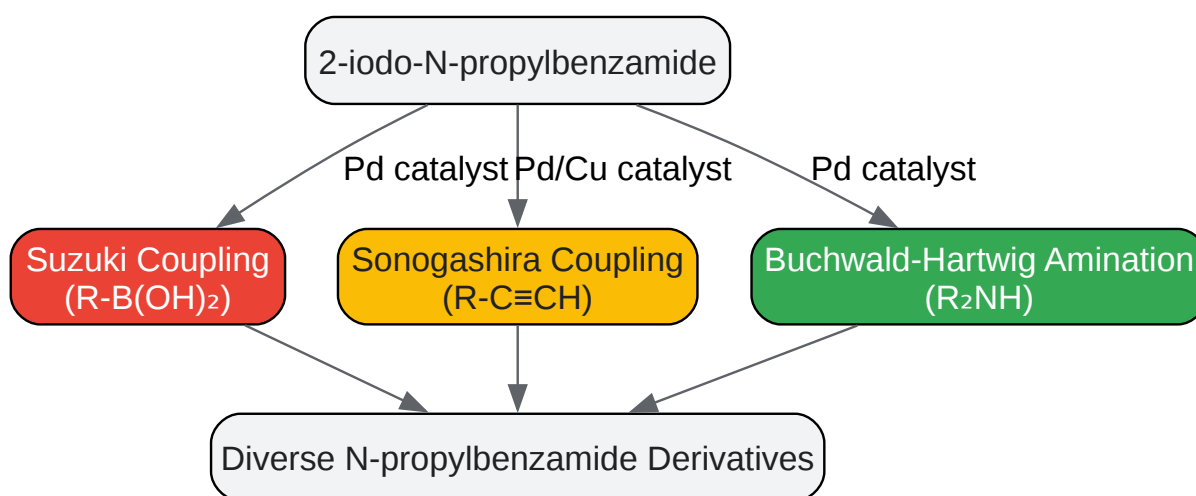 2-iodo-N-propylbenzamide
Pd catalyst
Pd/Cu catalyst
Pd catalyst
Suzuki Coupling
(R-B(OH)₂)
Sonogashira Coupling
(R-C≡CH)
Buchwald-Hartwig Amination
(R₂NH)
Diverse N-propylbenzamide Derivatives